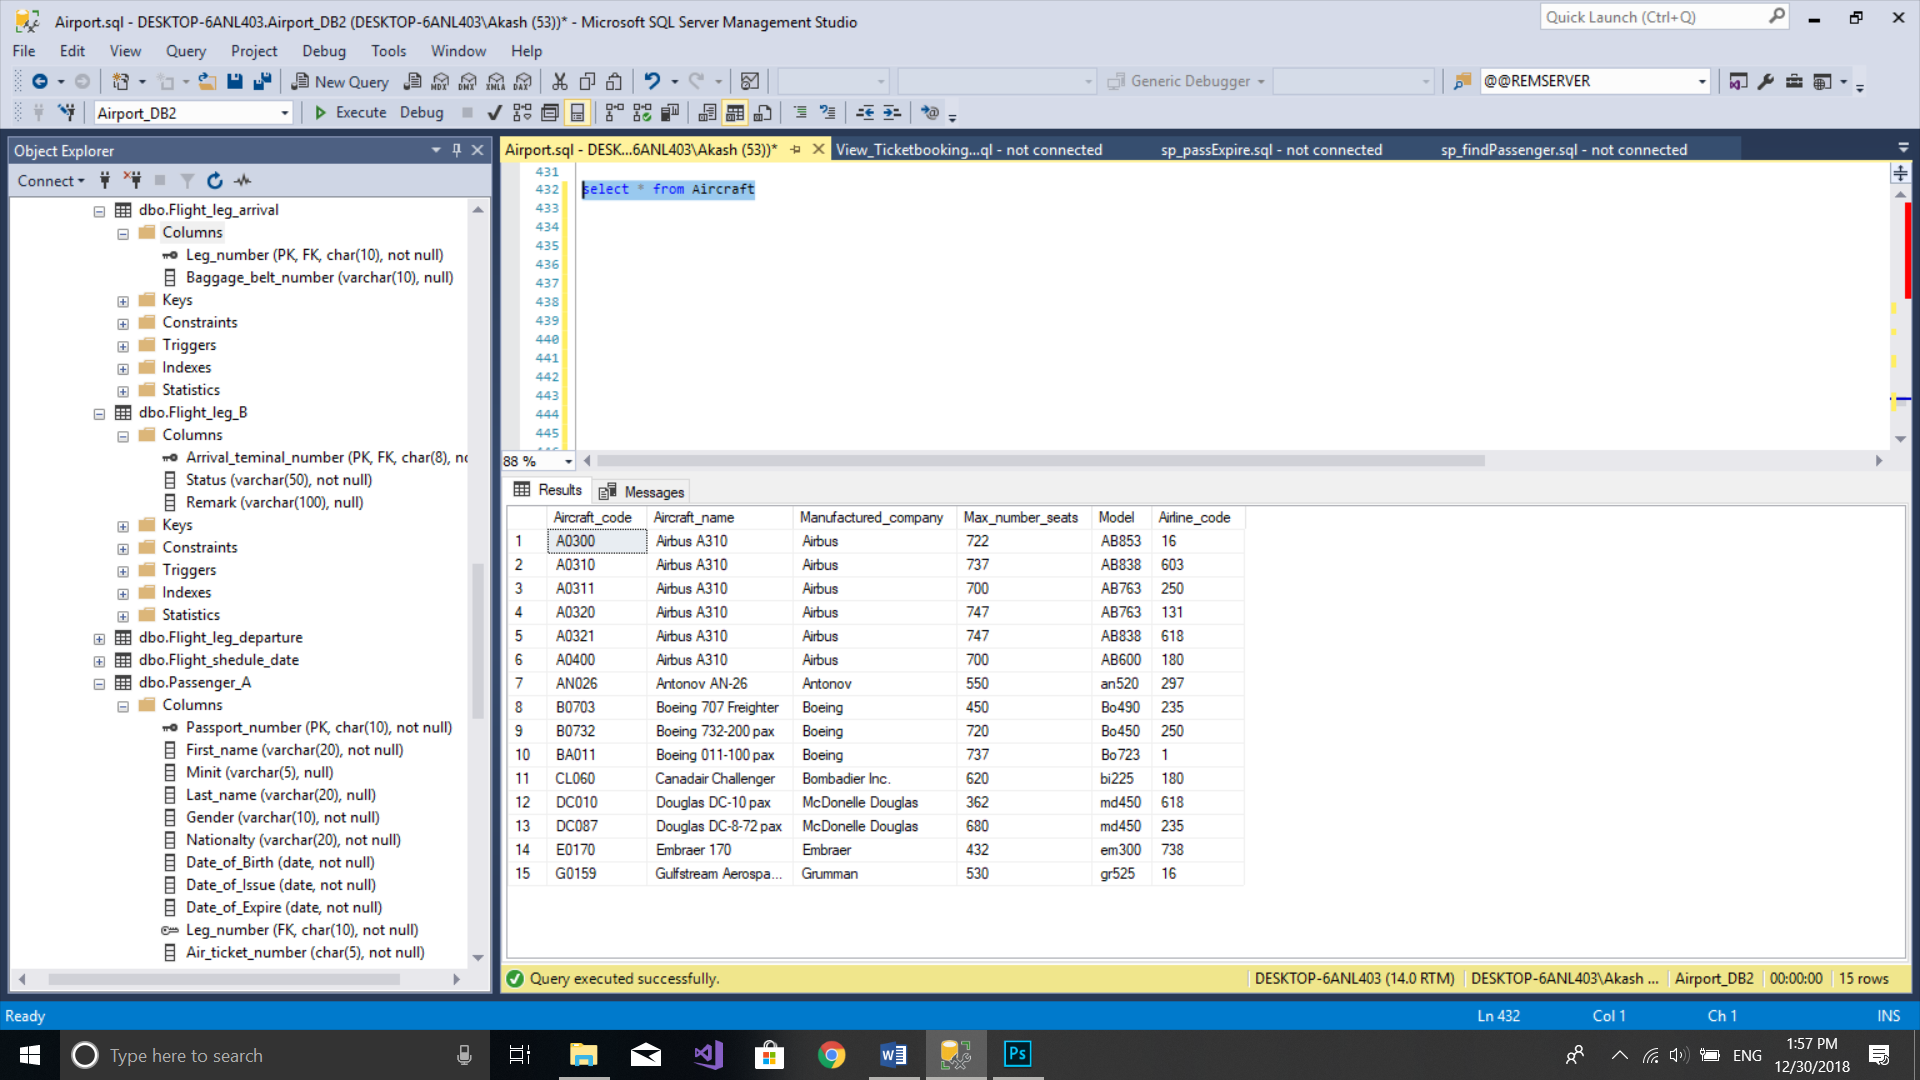 Airport.sql - DESKTOP-6ANL403.Airport_DB2 (DESKTOP-6ANL403\Akash (53))* - Microsoft SQL Server Management Studio
Quick Launch (Ctrl+Q)
File Edit View Query Project Debug Tools Window Help
New Query MDX DMX XMLA DAX Generic Debugger @@REMSERVER
Airport_DB2 Execute Debug
Object Explorer
Connect
dbo.Flight_leg_arrival
Columns
Leg_number (PK, FK, char(10), not null)
Baggage_belt_number (varchar(10), null)
Keys
Constraints
Triggers
Indexes
Statistics
dbo.Flight_leg_B
Columns
Arrival_teminal_number (PK, FK, char(8), no
Status (varchar(50), not null)
Remark (varchar(100), null)
Keys
Constraints
Triggers
Indexes
Statistics
dbo.Flight_leg_departure
dbo.Flight_shedule_date
dbo.Passenger_A
Columns
Passport_number (PK, char(10), not null)
First_name (varchar(20), not null)
Minit (varchar(5), null)
Last_name (varchar(20), null)
Gender (varchar(10), not null)
Nationalty (varchar(20), not null)
Date_of_Birth (date, not null)
Date_of_Issue (date, not null)
Date_of_Expire (date, not null)
Leg_number (FK, char(10), not null)
Air_ticket_number (char(5), not null)
Airport.sql - DESK...6ANL403\Akash (53))* View_Ticketbooking...ql - not connected sp_passExpire.sql - not connected sp_findPassenger.sql - not connected
431
432 select * from Aircraft
433
434
435
436
437
438
439
440
441
442
443
444
445
88 %
Results Messages
Aircraft_code Aircraft_name Manufactured_company Max_number_seats Model Airline_code
1 A0300 Airbus A310 Airbus 722 AB853 16
2 A0310 Airbus A310 Airbus 737 AB838 603
3 A0311 Airbus A310 Airbus 700 AB763 250
4 A0320 Airbus A310 Airbus 747 AB763 131
5 A0321 Airbus A310 Airbus 747 AB838 618
6 A0400 Airbus A310 Airbus 700 AB600 180
7 AN026 Antonov AN-26 Antonov 550 an520 297
8 B0703 Boeing 707 Freighter Boeing 450 Bo490 235
9 B0732 Boeing 732-200 pax Boeing 720 Bo450 250
10 BA011 Boeing 011-100 pax Boeing 737 Bo723 1
11 CL060 Canadair Challenger Bombadier Inc. 620 bi225 180
12 DC010 Douglas DC-10 pax McDonelle Douglas 362 md450 618
13 DC087 Douglas DC-8-72 pax McDonelle Douglas 680 md450 235
14 E0170 Embraer 170 Embraer 432 em300 738
15 G0159 Gulfstream Aerospa... Grumman 530 gr525 16
Query executed successfully. DESKTOP-6ANL403 (14.0 RTM) DESKTOP-6ANL403\Akash ... Airport_DB2 00:00:00 15 rows
Ready Ln 432 Col 1 Ch 1 INS
Type here to search Ps ENG 1:57 PM
12/30/2018